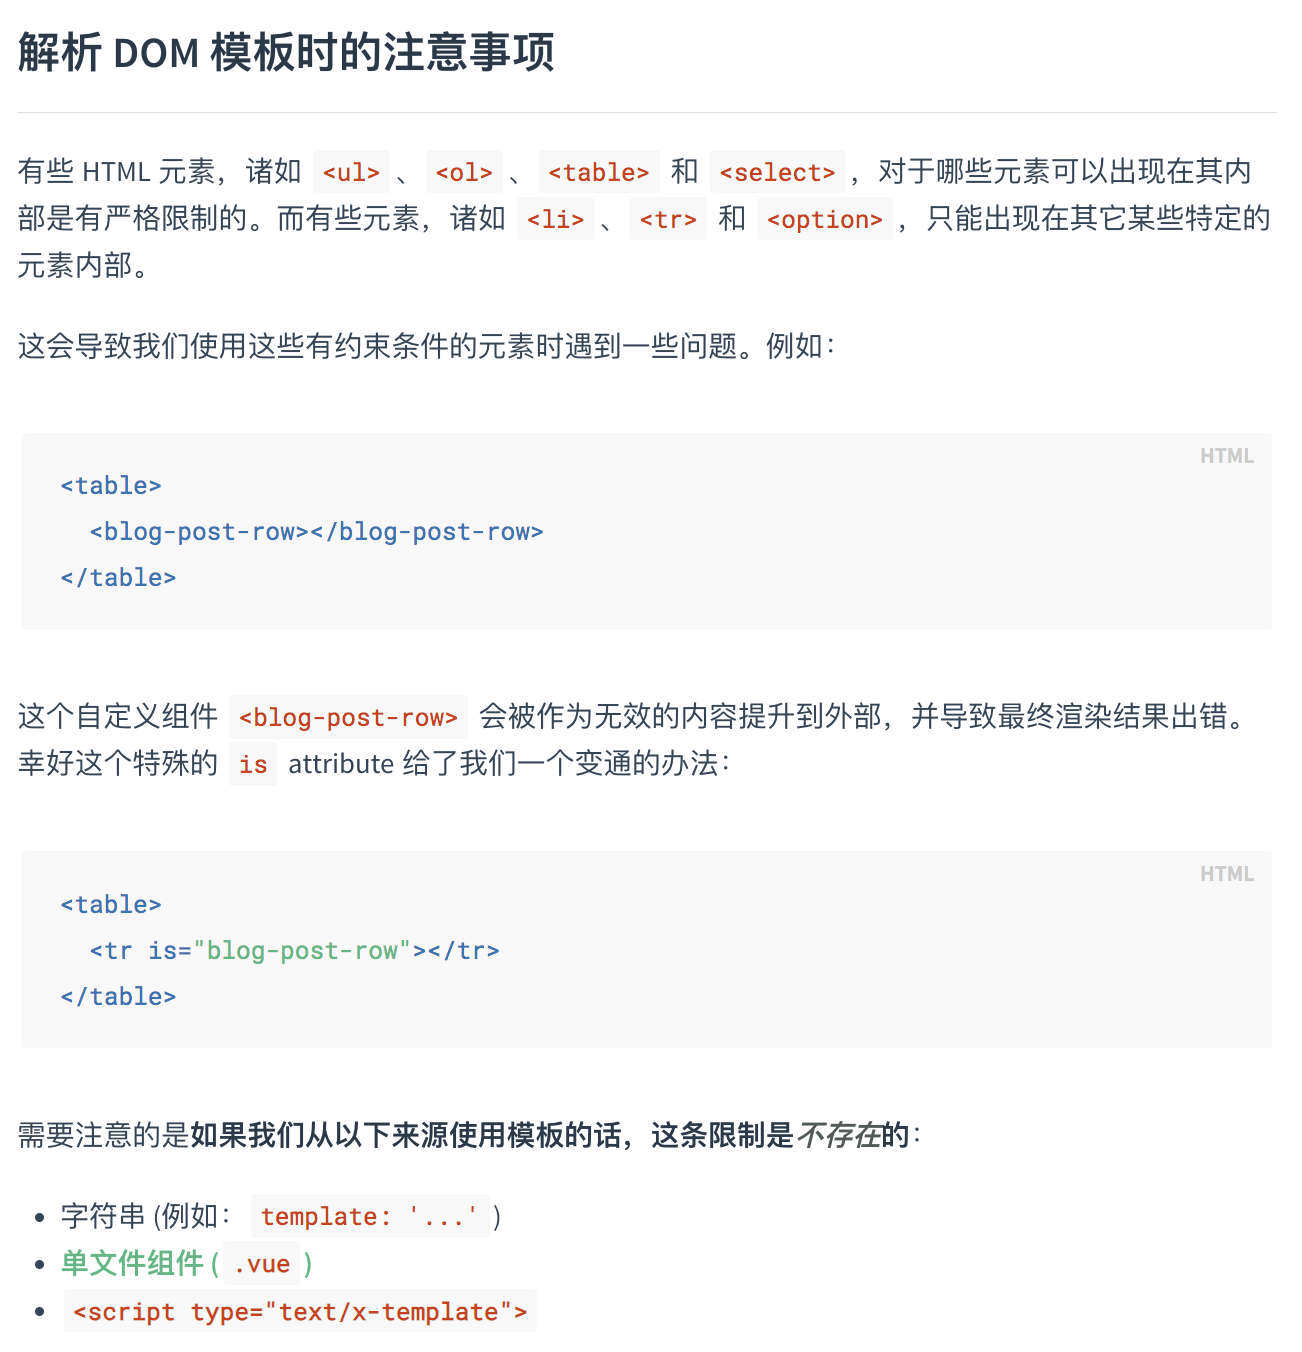 解析 DOM 模板时的注意事项
有些 HTML 元素，诸如 <ul> 、 <ol> 、 <table> 和 <select> ，对于哪些元素可以出现在其内
部是有严格限制的。而有些元素，诸如 <li> 、 <tr> 和 <option> ，只能出现在其它某些特定的
元素内部。
这会导致我们使用这些有约束条件的元素时遇到一些问题。例如：
HTML
<table>
  <blog-post-row></blog-post-row>
</table>
这个自定义组件 <blog-post-row> 会被作为无效的内容提升到外部，并导致最终渲染结果出错。
幸好这个特殊的 is attribute 给了我们一个变通的办法：
HTML
<table>
  <tr is="blog-post-row"></tr>
</table>
需要注意的是如果我们从以下来源使用模板的话，这条限制是不存在的：
• 字符串 (例如： template: '...' )
• 单文件组件 ( .vue )
• <script type="text/x-template">